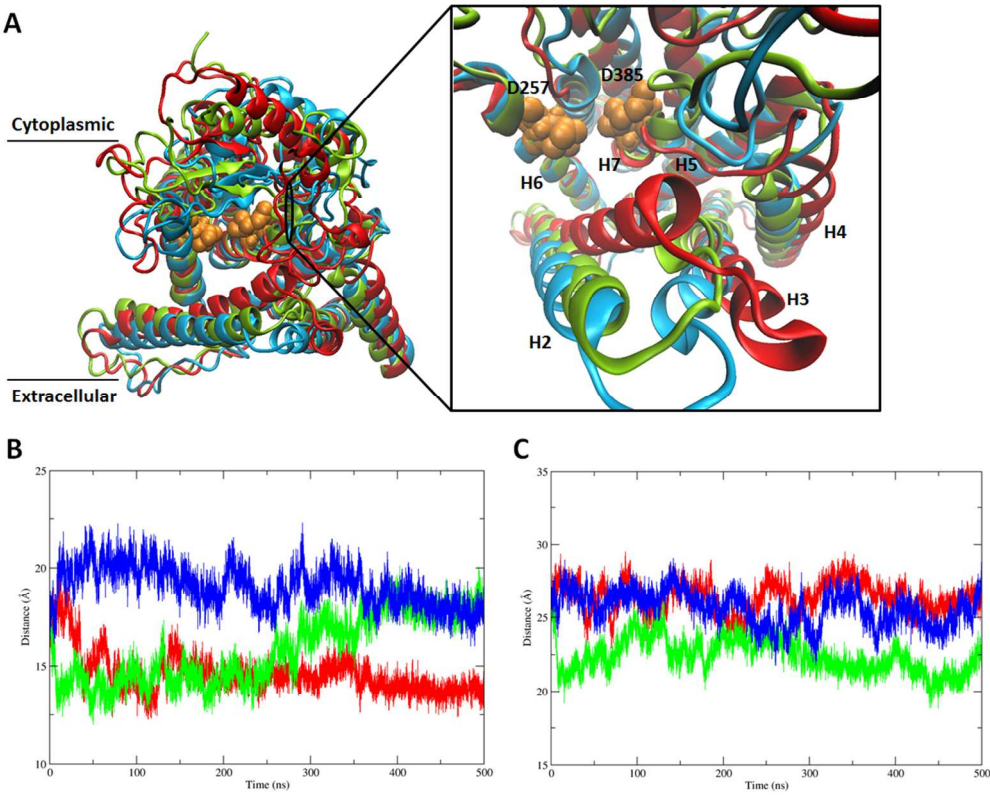 A
Cytoplasmic
Extracellular
D257
D385
H7
H5
H6
H4
H3
H2
B
C
25
20
15
10
Distance (Å)
0 100 200 300 400 500
Time (ns)
35
30
25
20
15
Distance (Å)
0 100 200 300 400 500
Time (ns)